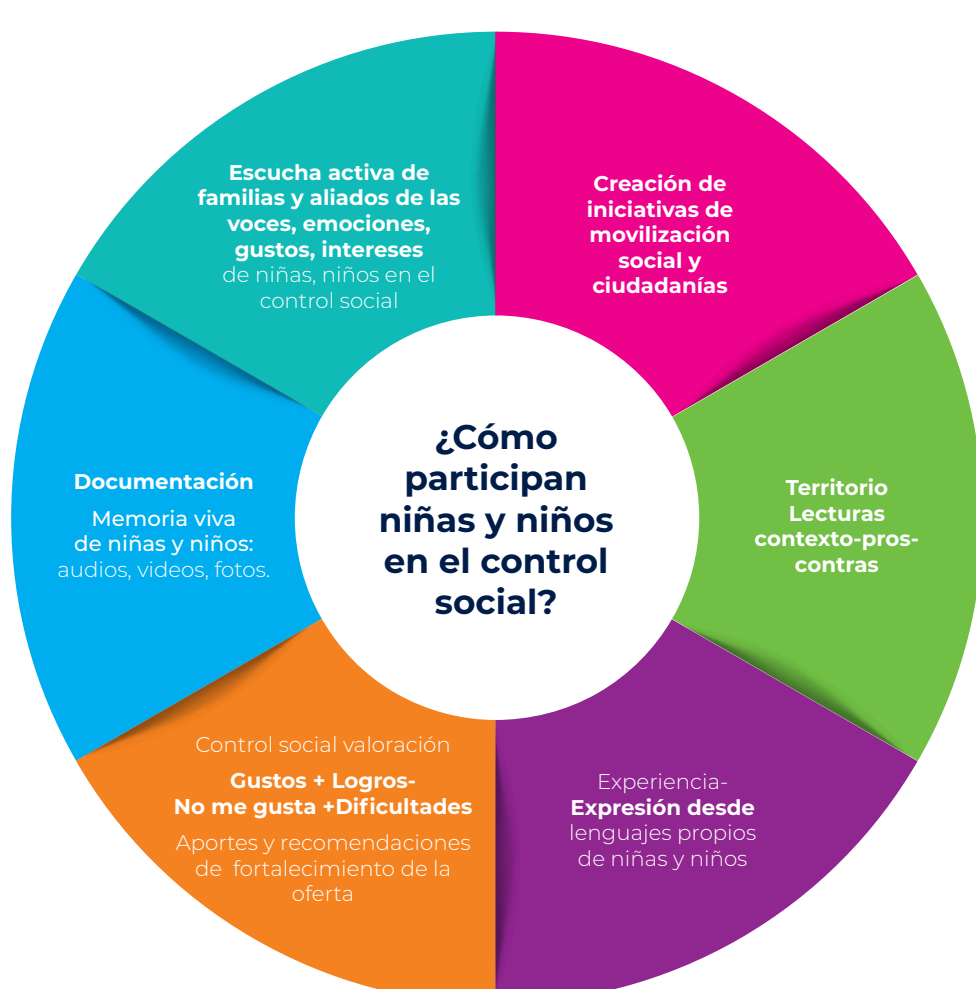 ¿Cómo
participan
niñas y niños
en el control
social?
Creación de
iniciativas de
movilización
social y
ciudadanías
Territorio
Lecturas
contexto-pros-
contras
Experiencia-
Expresión desde
lenguajes propios
de niñas y niños
Control social valoración
Gustos + Logros-
No me gusta +Dificultades
Aportes y recomendaciones
de fortalecimiento de la
oferta
Documentación
Memoria viva
de niñas y niños:
audios, videos, fotos.
Escucha activa de
familias y aliados de las
voces, emociones,
gustos, intereses
de niñas, niños en el
control social